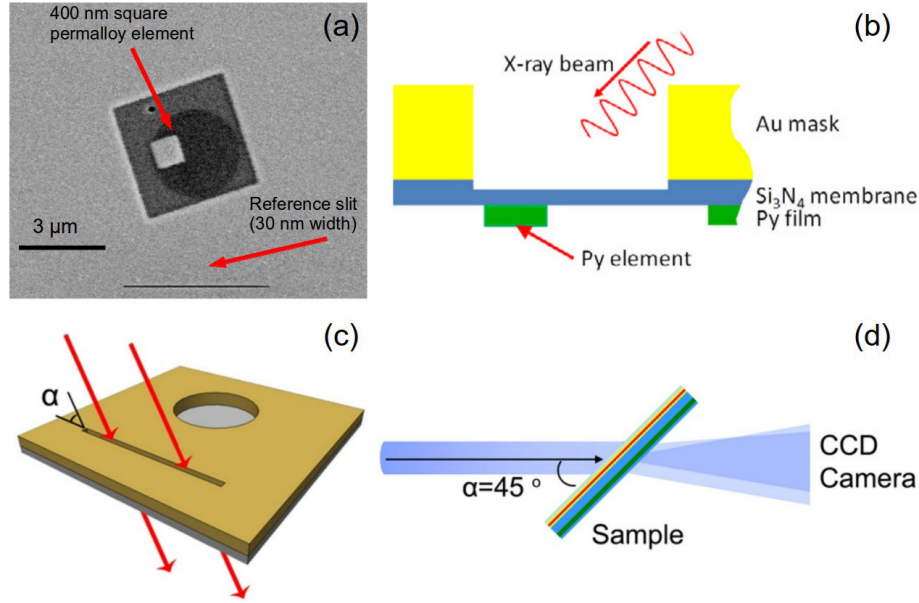 400 nm square
permalloy element
(a)
Reference slit
(30 nm width)
3 μm
(b)
X-ray beam
Au mask
Si₃N₄ membrane
Py film
Py element
(c)
α
(d)
α=45 °
CCD
Camera
Sample